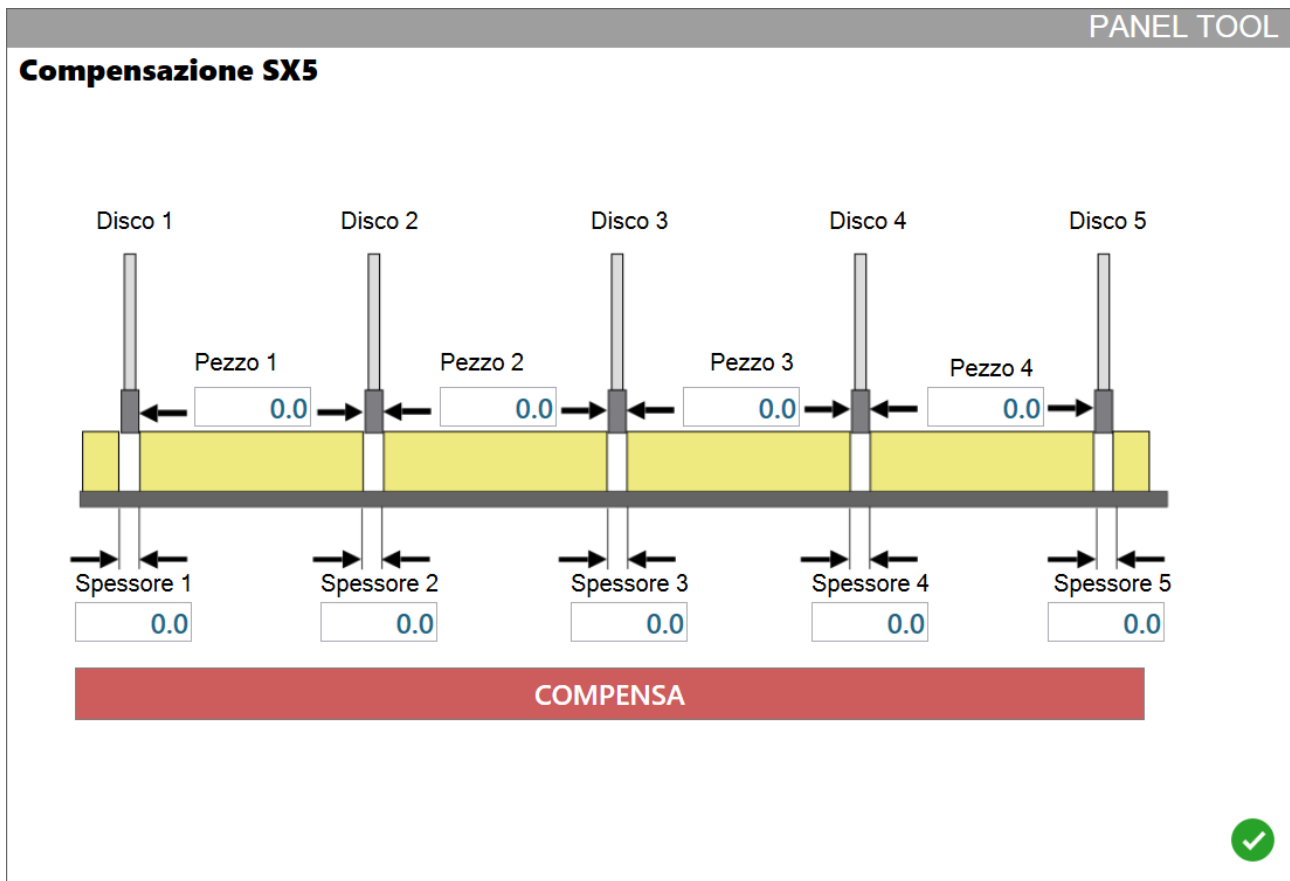 PANEL TOOL
Compensazione SX5
Disco 1 Disco 2 Disco 3 Disco 4 Disco 5
Pezzo 1 Pezzo 2 Pezzo 3 Pezzo 4
0.0 0.0 0.0 0.0
Spessore 1 Spessore 2 Spessore 3 Spessore 4 Spessore 5
0.0 0.0 0.0 0.0 0.0
COMPENSA